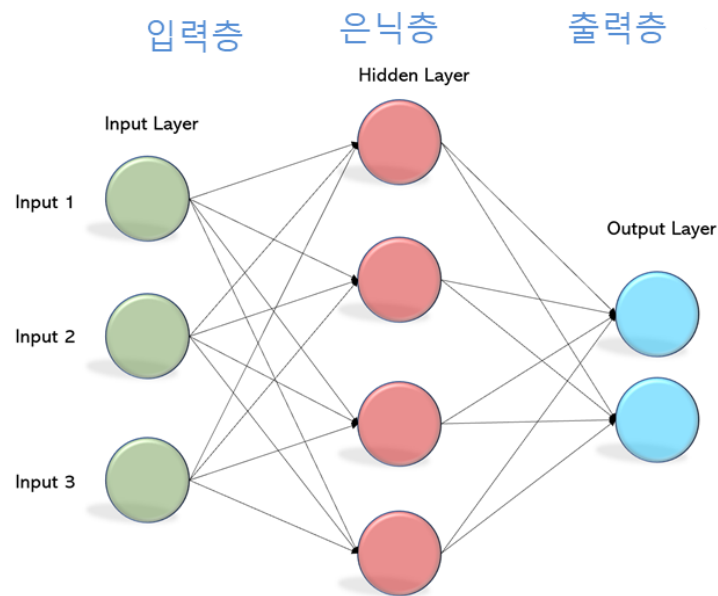 입력층 은닉층 출력층
Hidden Layer
Input Layer
Input 1
Output Layer
Input 2
Input 3